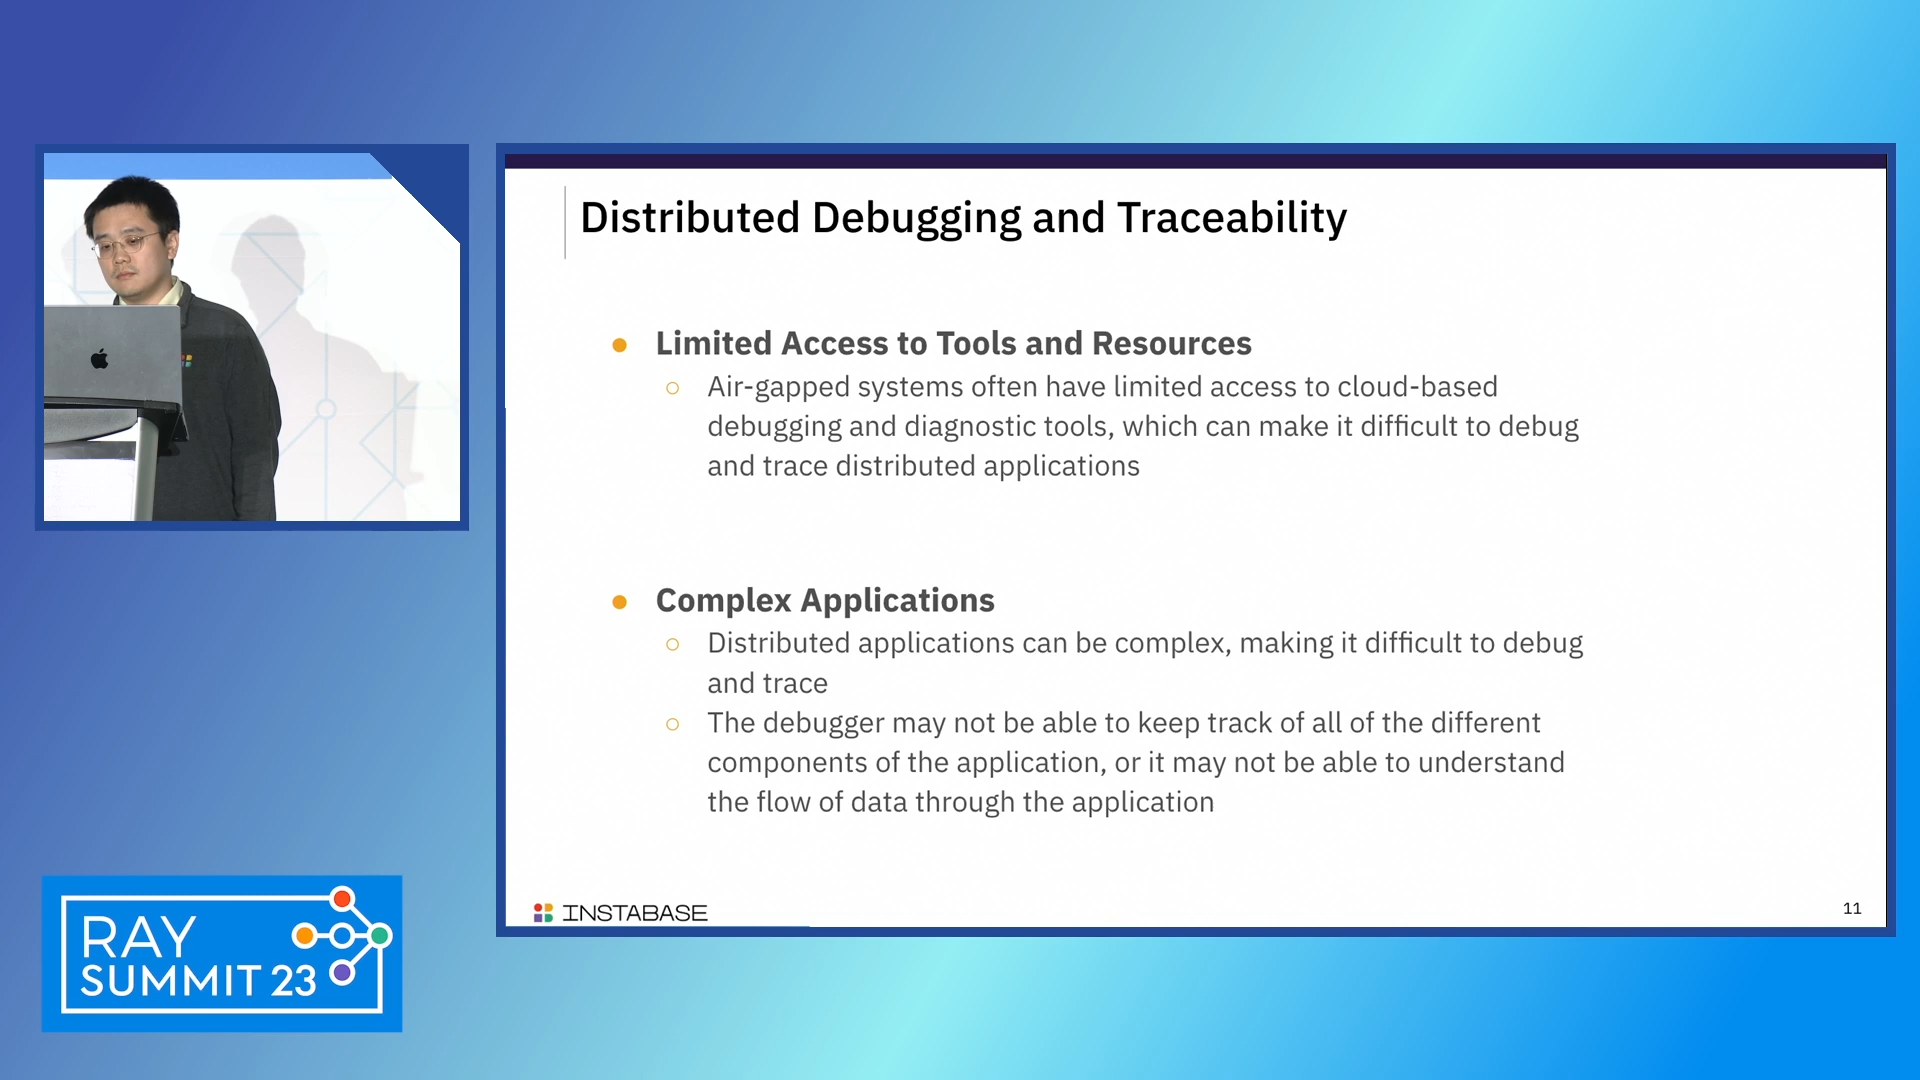 Distributed Debugging and Traceability
● Limited Access to Tools and Resources
○ Air-gapped systems often have limited access to cloud-based
debugging and diagnostic tools, which can make it difficult to debug
and trace distributed applications
● Complex Applications
○ Distributed applications can be complex, making it difficult to debug
and trace
○ The debugger may not be able to keep track of all of the different
components of the application, or it may not be able to understand
the flow of data through the application
INSTABASE
11
RAY
SUMMIT 23